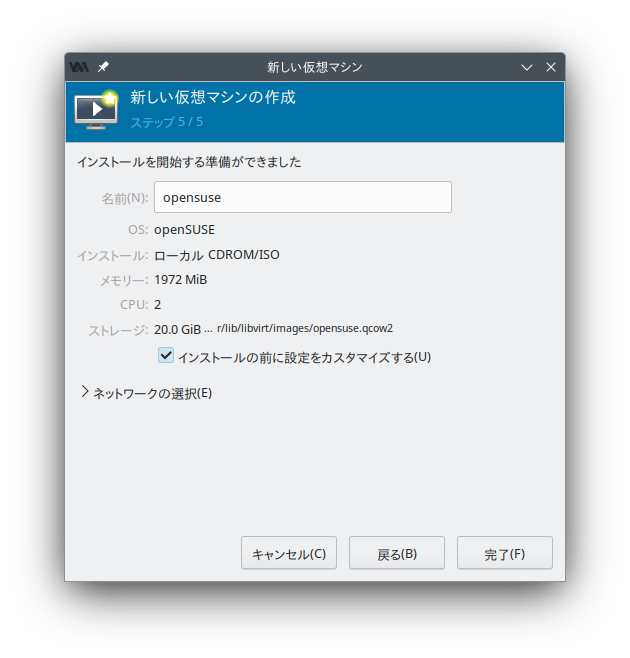 新しい仮想マシン
新しい仮想マシンの作成
ステップ 5 / 5
インストールを開始する準備ができました
名前(N): opensuse
OS: openSUSE
インストール: ローカル CDROM/ISO
メモリー: 1972 MiB
CPU: 2
ストレージ: 20.0 GiB ... r/lib/libvirt/images/opensuse.qcow2
インストールの前に設定をカスタマイズする(U)
ネットワークの選択(E)
キャンセル(C) 戻る(B) 完了(F)